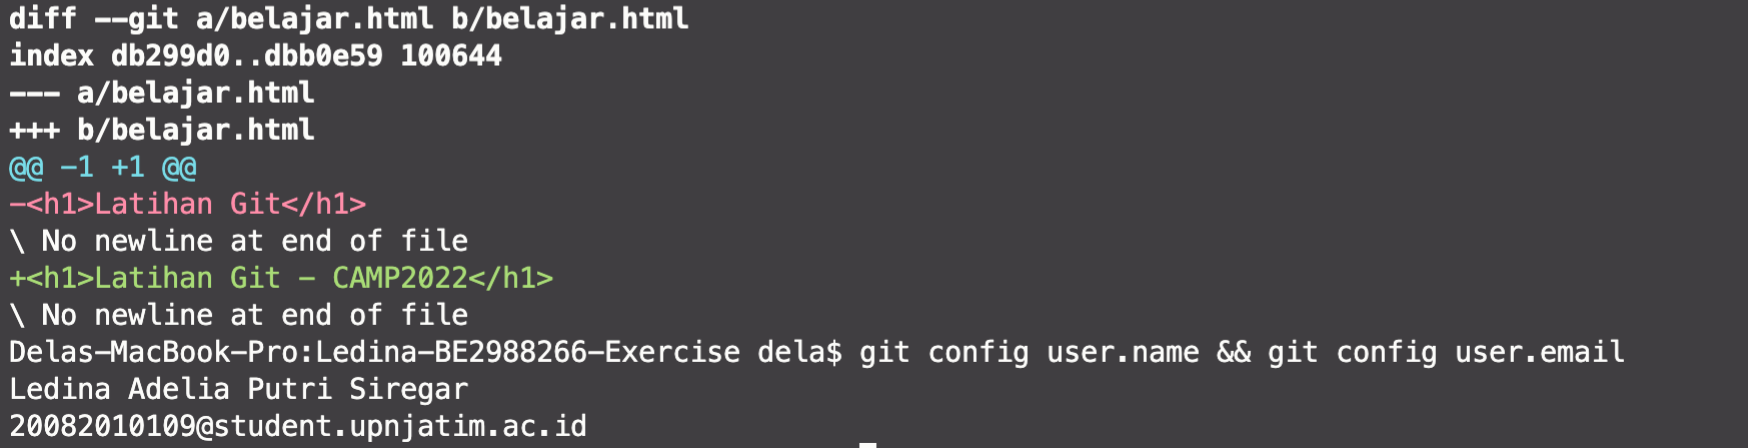 diff --git a/belajar.html b/belajar.html
index db299d0..dbb0e59 100644
--- a/belajar.html
+++ b/belajar.html
@@ -1 +1 @@
-<h1>Latihan Git</h1>
\ No newline at end of file
+<h1>Latihan Git - CAMP2022</h1>
\ No newline at end of file
Delas-MacBook-Pro:Ledina-BE2988266-Exercise dela$ git config user.name && git config user.email
Ledina Adelia Putri Siregar
20082010109@student.upnjatim.ac.id